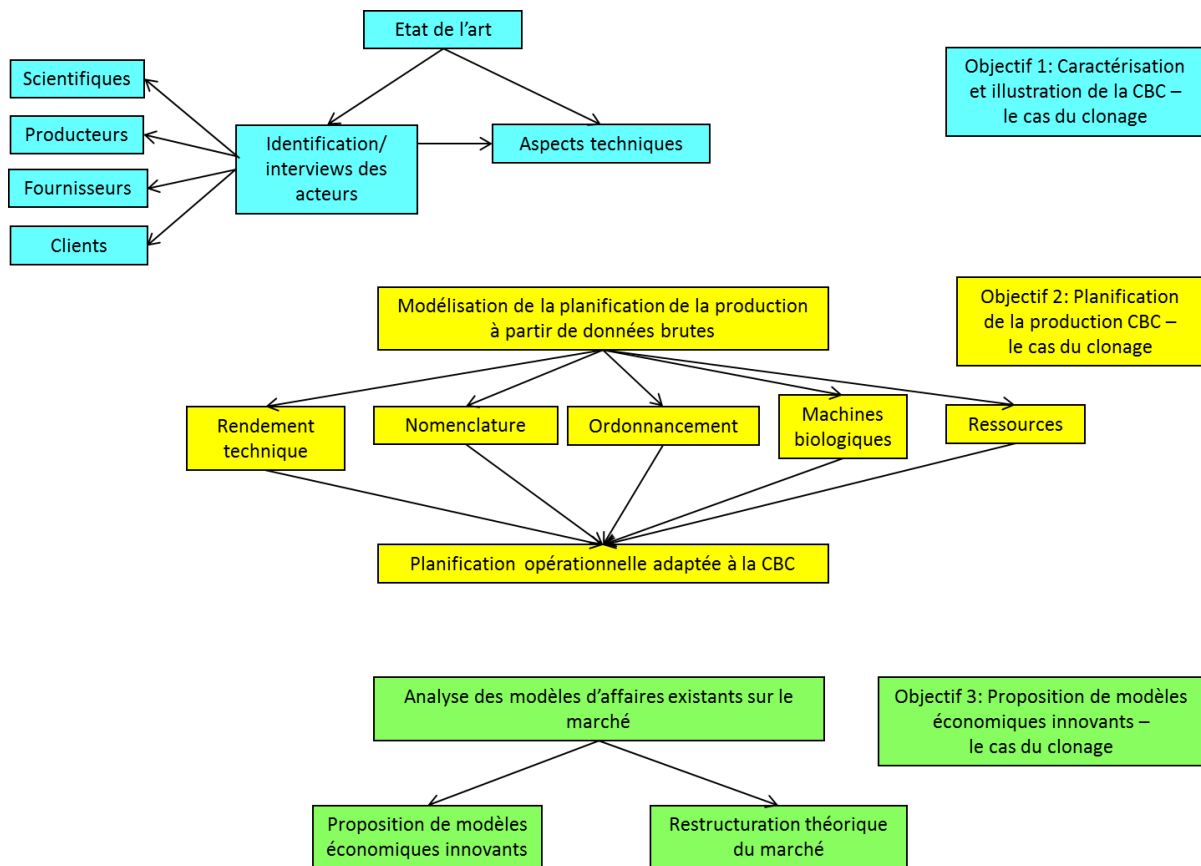 Etat de l’art
Scientifiques
Producteurs
Fournisseurs
Clients
Identification/
interviews des
acteurs
Aspects techniques
Objectif 1: Caractérisation
et illustration de la CBC –
le cas du clonage
Modélisation de la planification de la production
à partir de données brutes
Objectif 2: Planification
de la production CBC –
le cas du clonage
Rendement
technique
Nomenclature
Ordonnancement
Machines
biologiques
Ressources
Planification opérationnelle adaptée à la CBC
Analyse des modèles d’affaires existants sur le
marché
Objectif 3: Proposition de modèles
économiques innovants –
le cas du clonage
Proposition de modèles
économiques innovants
Restructuration théorique
du marché